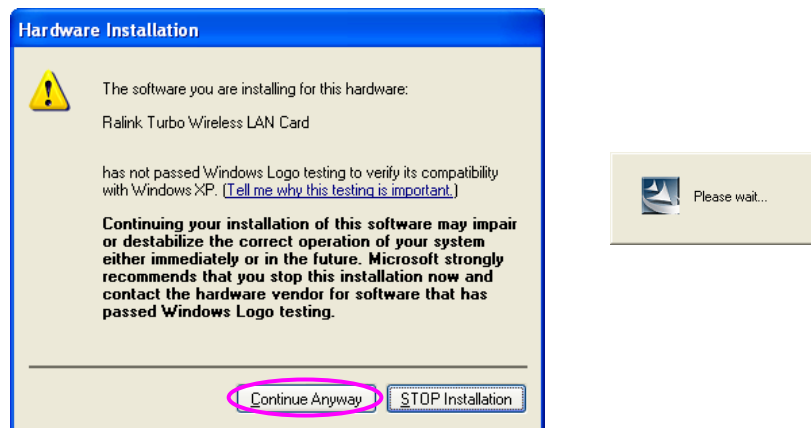 Hardware Installation
The software you are installing for this hardware:
Ralink Turbo Wireless LAN Card
has not passed Windows Logo testing to verify its compatibility
with Windows XP. (Tell me why this testing is important.)
Continuing your installation of this software may impair
or destabilize the correct operation of your system
either immediately or in the future. Microsoft strongly
recommends that you stop this installation now and
contact the hardware vendor for software that has
passed Windows Logo testing.
Continue Anyway
STOP Installation
Please wait...